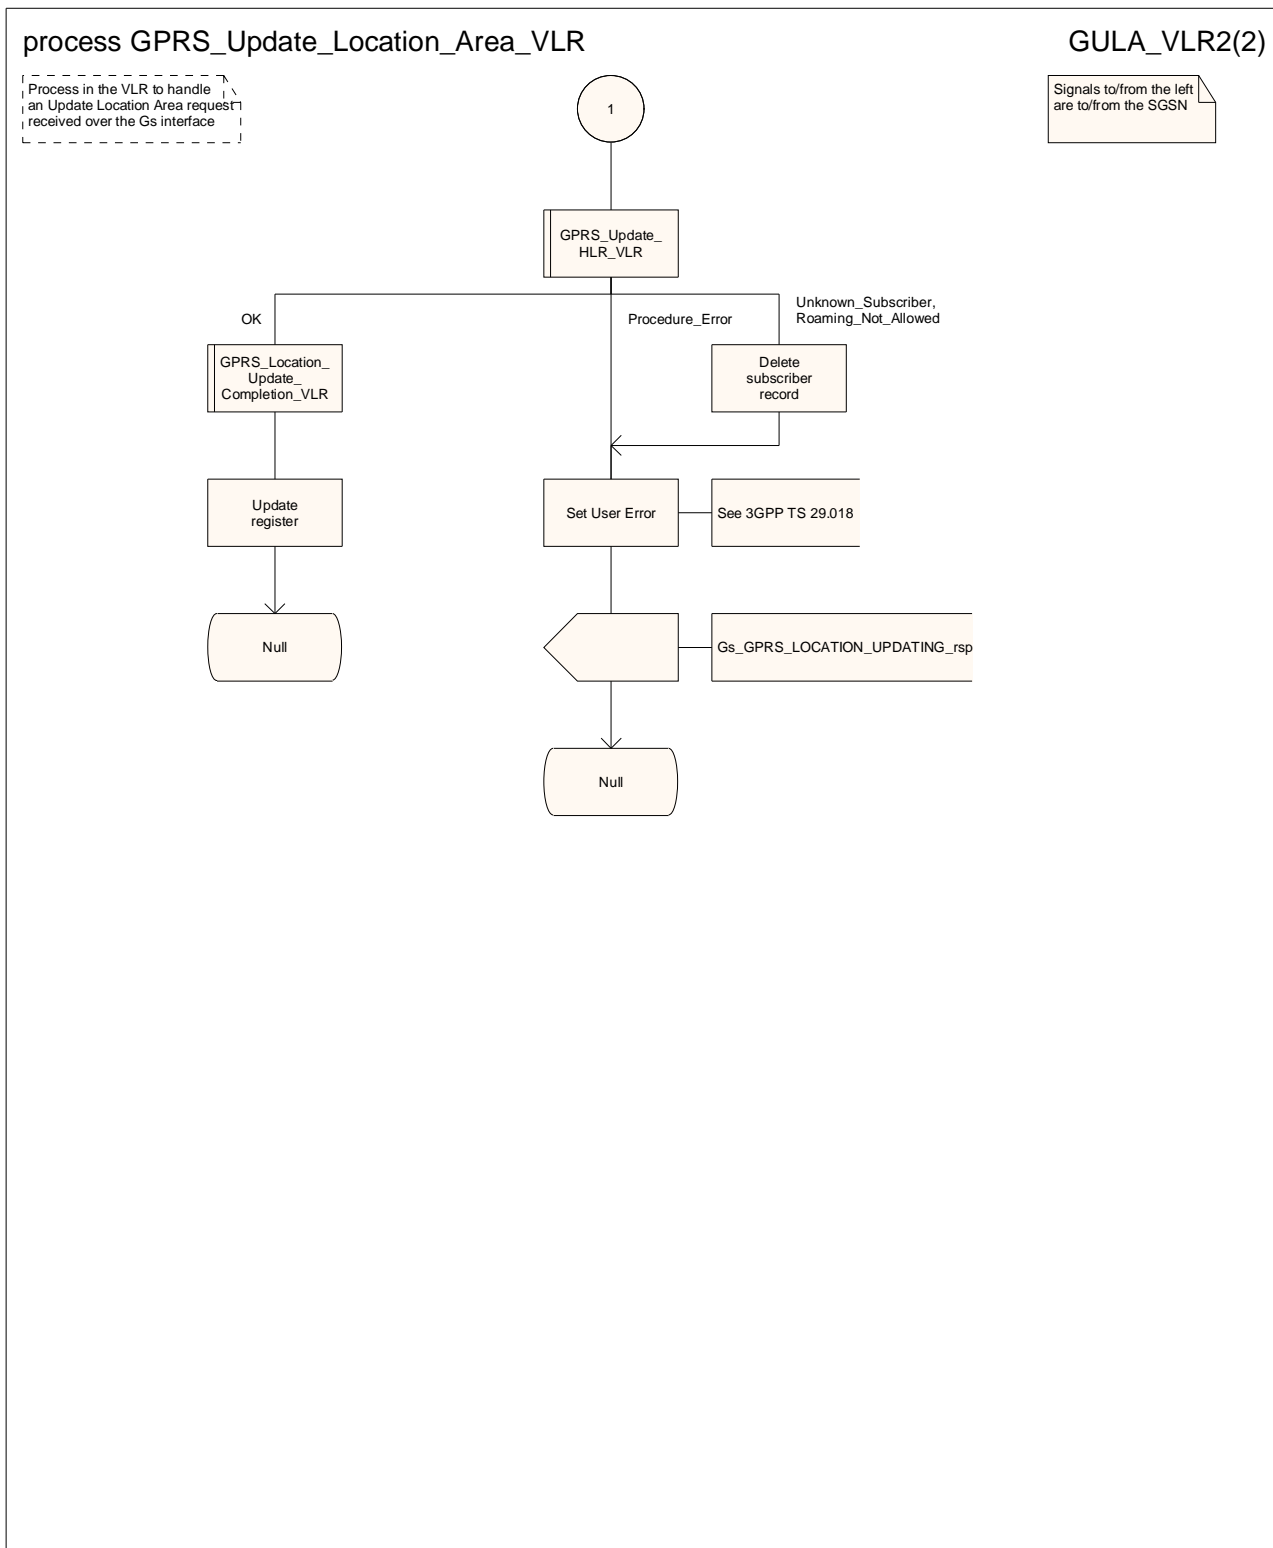 process GPRS_Update_Location_Area_VLR
GULA_VLR2(2)
Process in the VLR to handle
an Update Location Area request
received over the Gs interface
1
Signals to/from the left
are to/from the SGSN
GPRS_Update_
HLR_VLR
OK
Procedure_Error
Unknown_Subscriber,
Roaming_Not_Allowed
GPRS_Location_
Update_
Completion_VLR
Delete
subscriber
record
Update
register
Set User Error
See 3GPP TS 29.018
Null
Gs_GPRS_LOCATION_UPDATING_rsp
Null